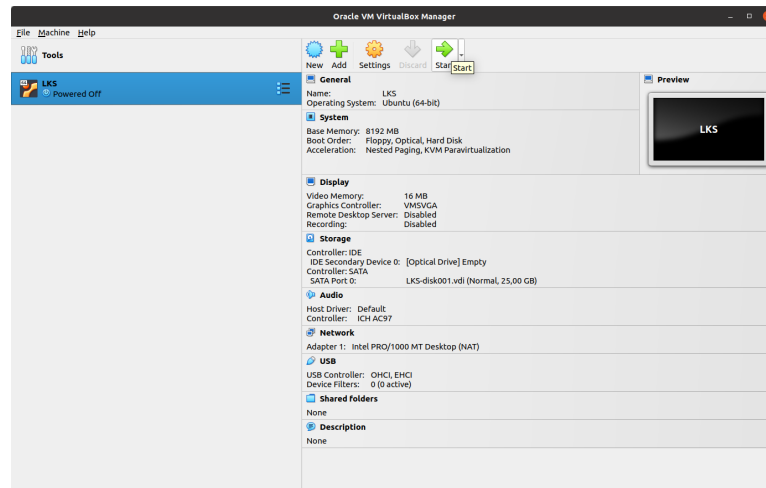 Oracle VM VirtualBox Manager
File Machine Help
Tools
New Add Settings Discard Star
Start
LKS
Powered Off
General
Name: LKS
Operating System: Ubuntu (64-bit)
System
Base Memory: 8192 MB
Boot Order: Floppy, Optical, Hard Disk
Acceleration: Nested Paging, KVM Paravirtualization
Preview
LKS
Display
Video Memory: 16 MB
Graphics Controller: VMSVGA
Remote Desktop Server: Disabled
Recording: Disabled
Storage
Controller: IDE
IDE Secondary Device 0: [Optical Drive] Empty
Controller: SATA
SATA Port 0: LKS-disk001.vdi (Normal, 25,00 GB)
Audio
Host Driver: Default
Controller: ICH AC97
Network
Adapter 1: Intel PRO/1000 MT Desktop (NAT)
USB
USB Controller: OHCI, EHCI
Device Filters: 0 (0 active)
Shared folders
None
Description
None